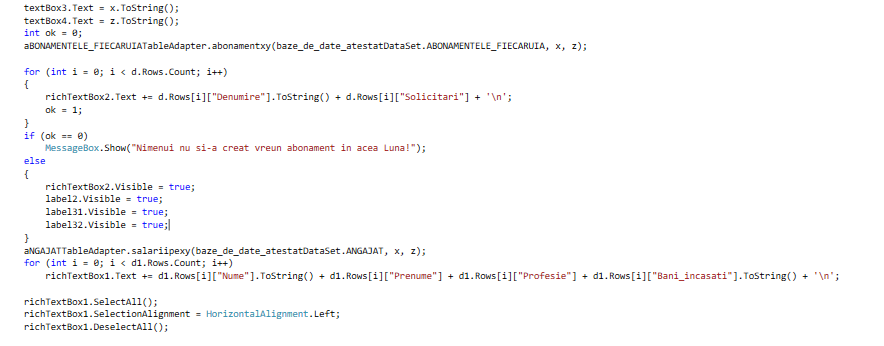 textBox3.Text = x.ToString();
textBox4.Text = z.ToString();
int ok = 0;
aBONAMENTELE_FIECARUIATableAdapter.abonamentxy(baze_de_date_atestatDataSet.ABONAMENTELE_FIECARUIA, x, z);

for (int i = 0; i < d.Rows.Count; i++)
{
    richTextBox2.Text += d.Rows[i]["Denumire"].ToString() + d.Rows[i]["Solicitari"] + '\n';
    ok = 1;
}
if (ok == 0)
    MessageBox.Show("Nimenui nu si-a creat vreun abonament in acea Luna!");
else
{
    richTextBox2.Visible = true;
    label2.Visible = true;
    label31.Visible = true;
    label32.Visible = true;
}
aNGAJATTableAdapter.salariipexy(baze_de_date_atestatDataSet.ANGAJAT, x, z);
for (int i = 0; i < d1.Rows.Count; i++)
    richTextBox1.Text += d1.Rows[i]["Nume"].ToString() + d1.Rows[i]["Prenume"] + d1.Rows[i]["Profesie"] + d1.Rows[i]["Bani_incasati"].ToString() + '\n';

richTextBox1.SelectAll();
richTextBox1.SelectionAlignment = HorizontalAlignment.Left;
richTextBox1.DeselectAll();